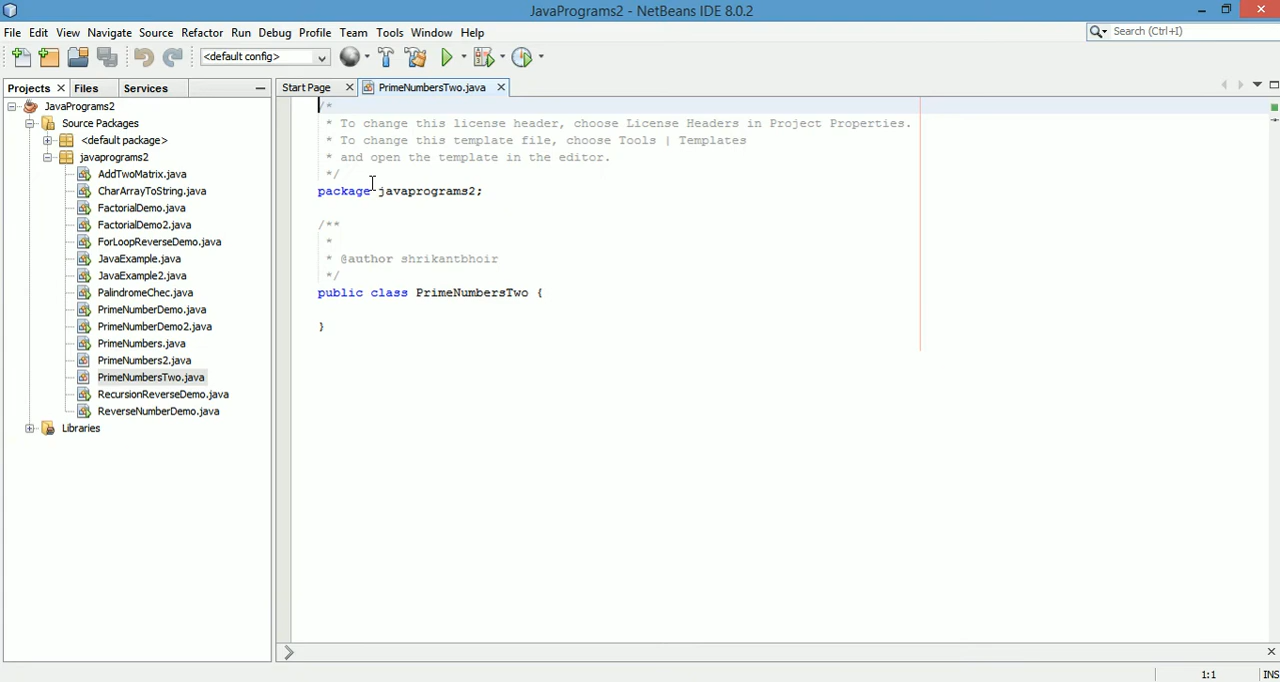 JavaPrograms2 - NetBeans IDE 8.0.2
File Edit View Navigate Source Refactor Run Debug Profile Team Tools Window Help
Search (Ctrl+I)
<default config>
Projects Files Services
Start Page PrimeNumbersTwo.java
JavaPrograms2
Source Packages
<default package>
javaprograms2
AddTwoMatrix.java
CharArrayToString.java
FactorialDemo.java
FactorialDemo2.java
ForLoopReverseDemo.java
JavaExample.java
JavaExample2.java
PalindromeChec.java
PrimeNumberDemo.java
PrimeNumberDemo2.java
PrimeNumbers.java
PrimeNumbers2.java
PrimeNumbersTwo.java
RecursionReverseDemo.java
ReverseNumberDemo.java
Libraries
/*
* To change this license header, choose License Headers in Project Properties.
* To change this template file, choose Tools | Templates
* and open the template in the editor.
*/
package javaprograms2;
/**
*
* @author shrikantbhoir
*/
public class PrimeNumbersTwo {
}
1:1 INS